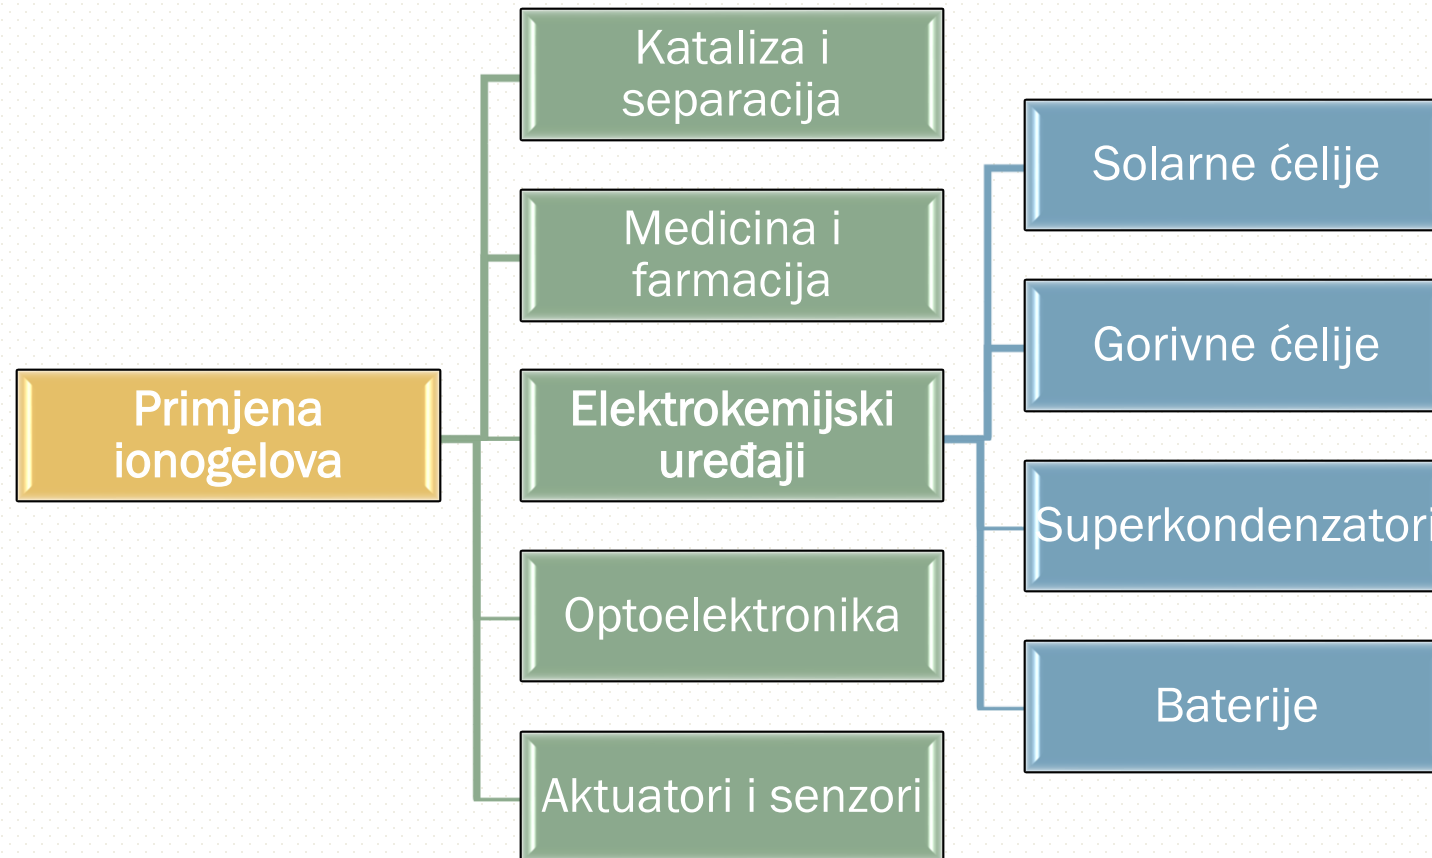 Primjena
ionogelova
Kataliza i
separacija
Medicina i
farmacija
Elektrokemijski
uređaji
Optoelektronika
Aktuatori i senzori
Solarne ćelije
Gorivne ćelije
Superkondenzatori
Baterije